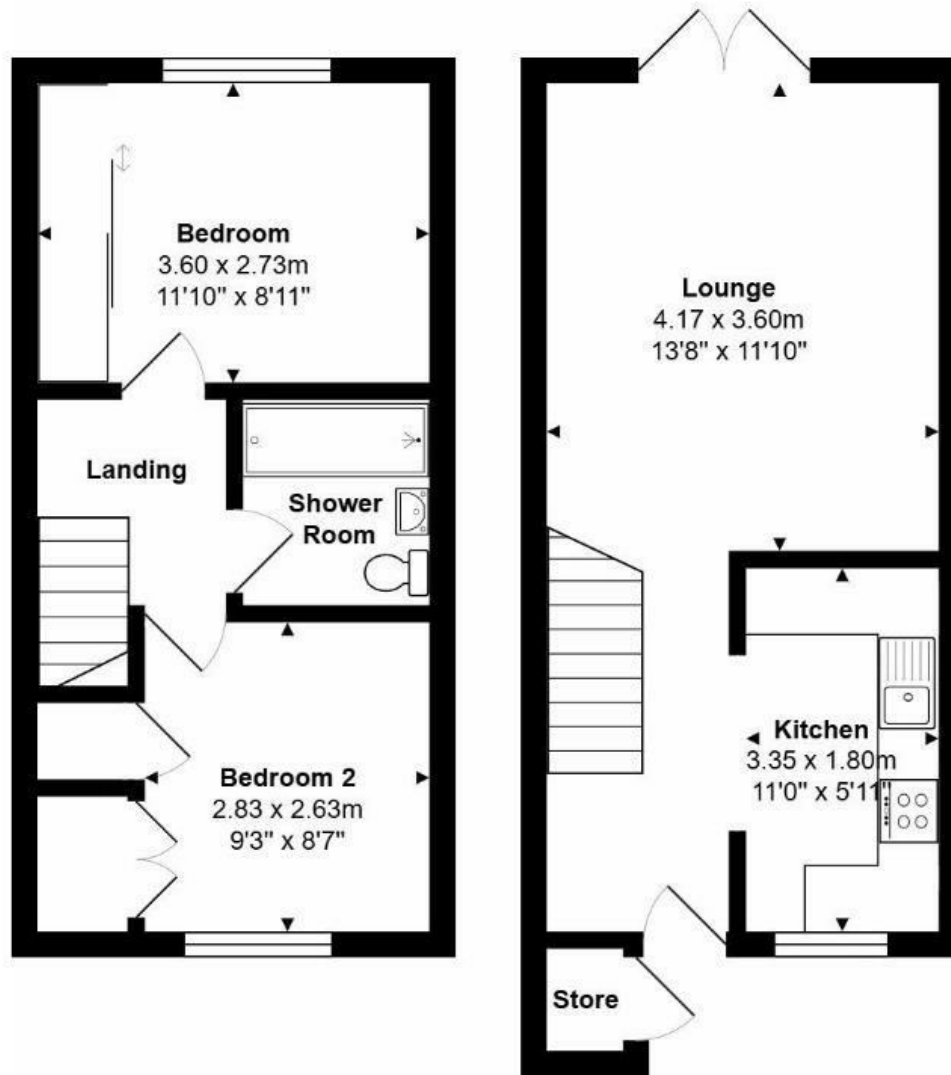 Bedroom
3.60 x 2.73m
11'10" x 8'11"
Landing
Shower
Room
Bedroom 2
2.83 x 2.63m
9'3" x 8'7"
Lounge
4.17 x 3.60m
13'8" x 11'10"
Kitchen
3.35 x 1.80m
11'0" x 5'11"
Store